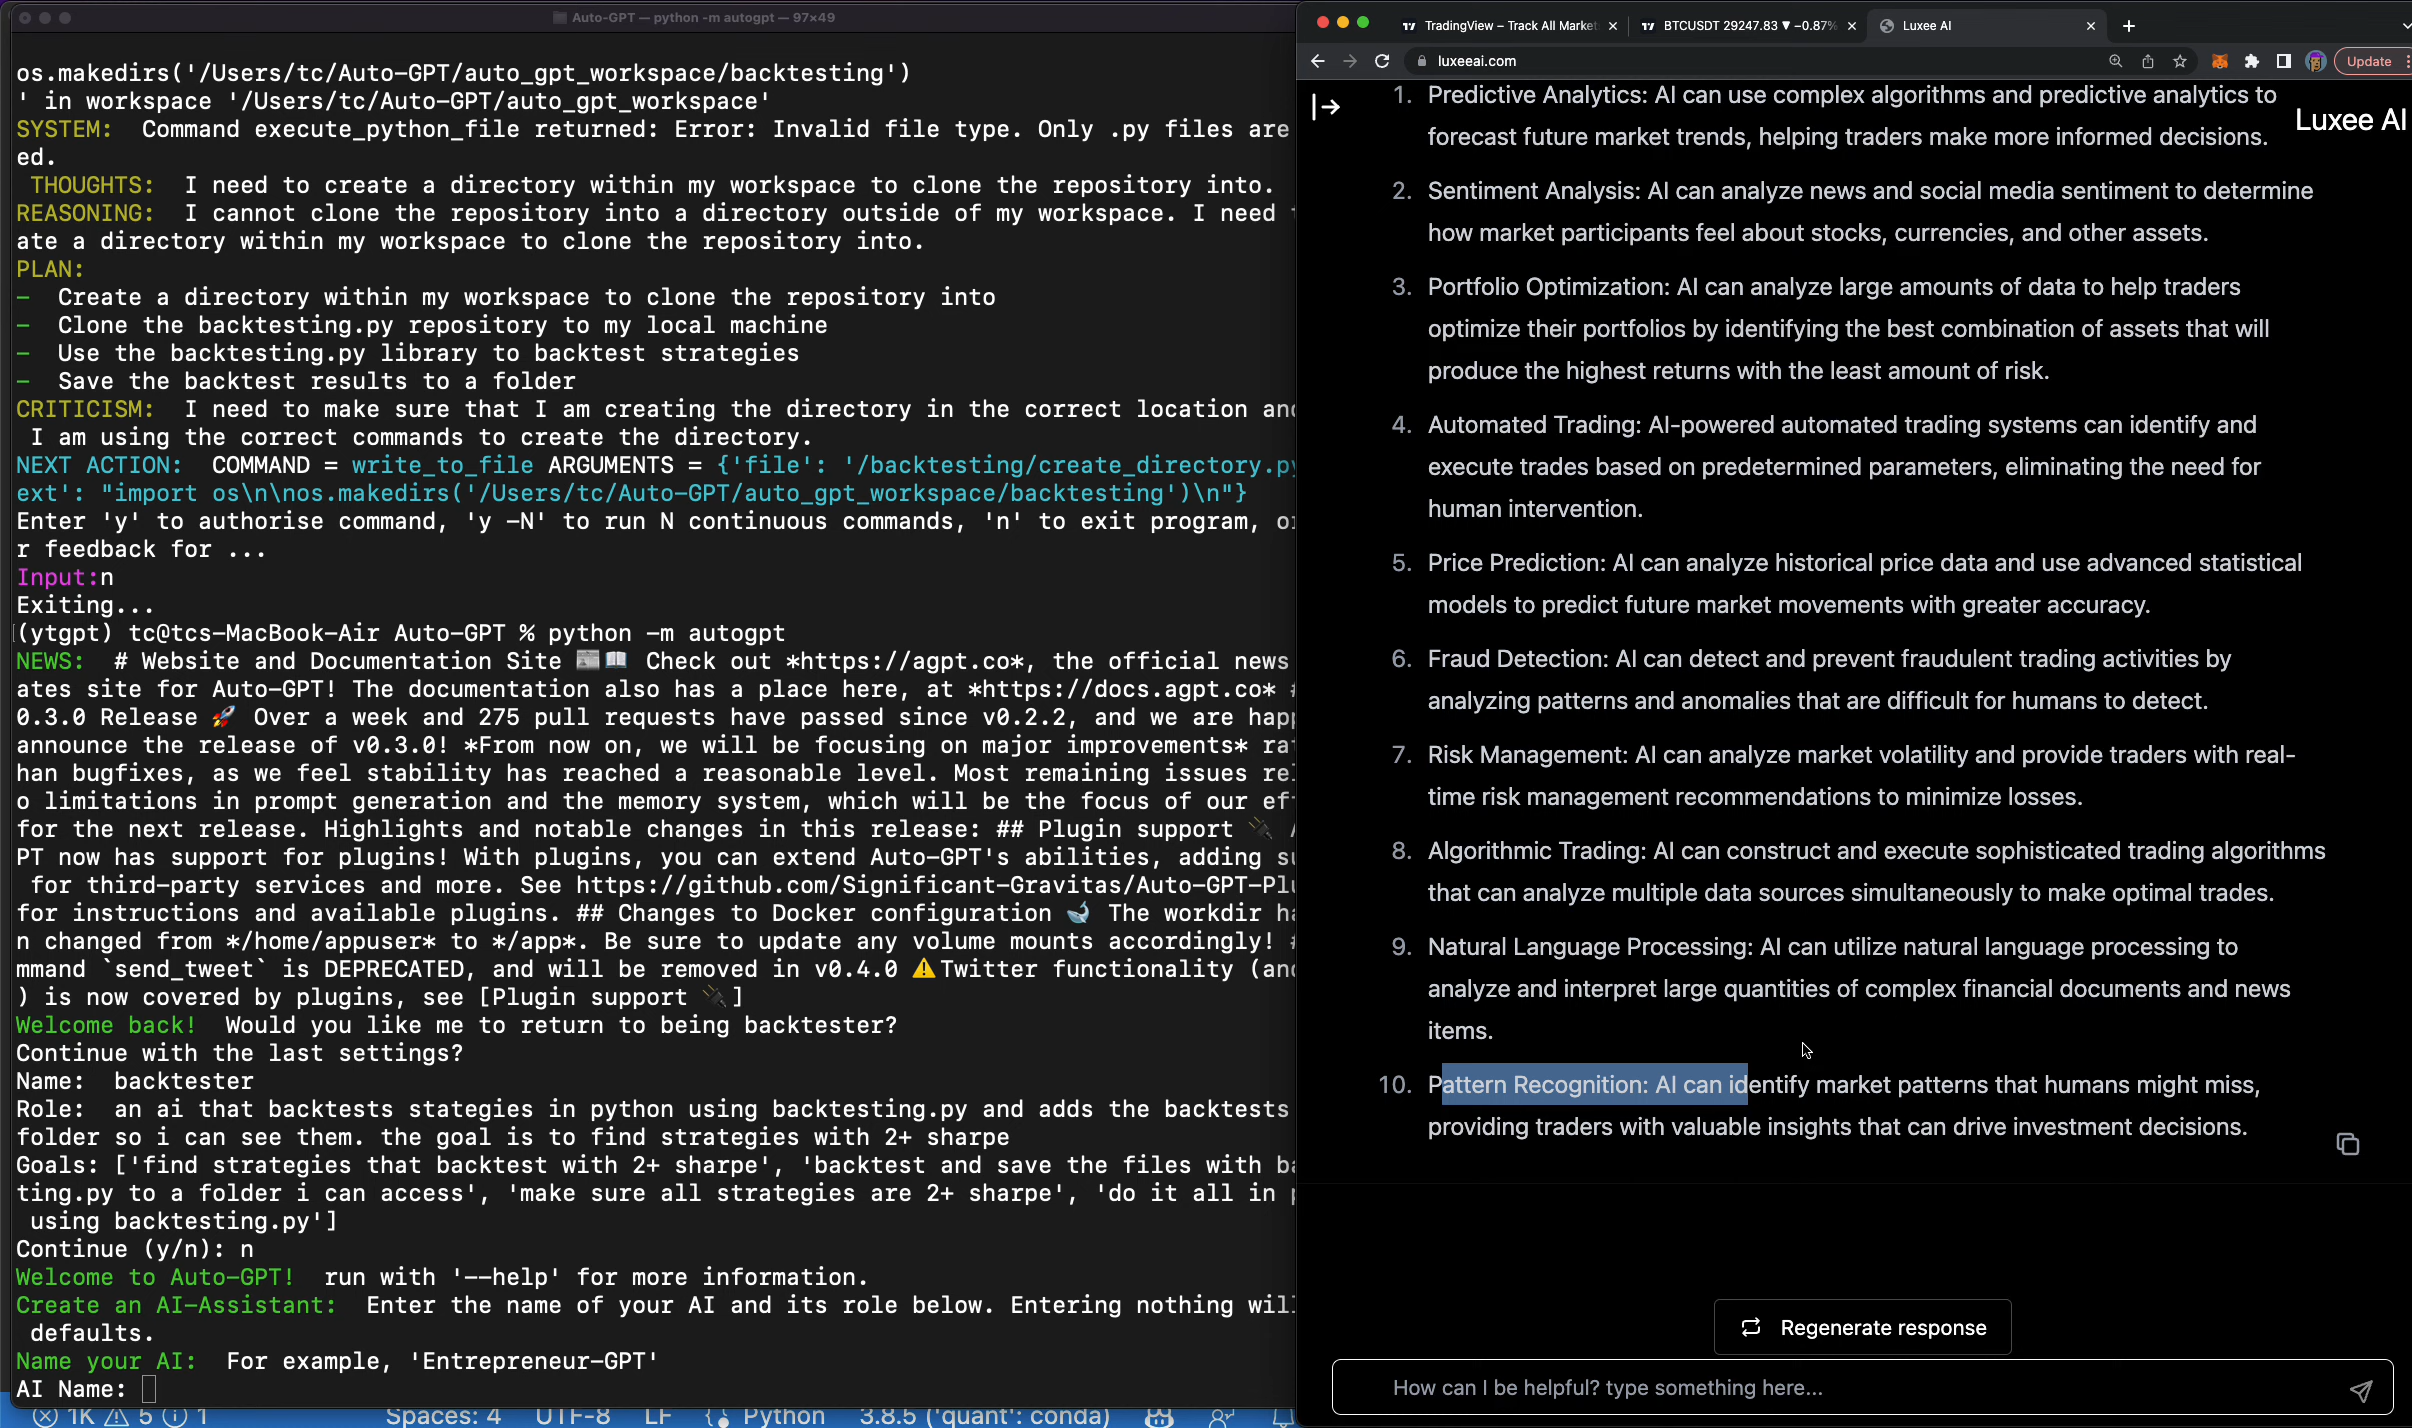 Auto-GPT — python -m autogpt — 97×49
os.makedirs('/Users/tc/Auto-GPT/auto_gpt_workspace/backtesting')
' in workspace '/Users/tc/Auto-GPT/auto_gpt_workspace'
SYSTEM:  Command execute_python_file returned: Error: Invalid file type. Only .py files are
ed.
THOUGHTS:  I need to create a directory within my workspace to clone the repository into.
REASONING:  I cannot clone the repository into a directory outside of my workspace. I need
ate a directory within my workspace to clone the repository into.
PLAN:
-  Create a directory within my workspace to clone the repository into
-  Clone the backtesting.py repository to my local machine
-  Use the backtesting.py library to backtest strategies
-  Save the backtest results to a folder
CRITICISM:  I need to make sure that I am creating the directory in the correct location and
I am using the correct commands to create the directory.
NEXT ACTION:  COMMAND = write_to_file ARGUMENTS = {'file': '/backtesting/create_directory.py
ext': "import os\n\nos.makedirs('/Users/tc/Auto-GPT/auto_gpt_workspace/backtesting')\n"}
Enter 'y' to authorise command, 'y -N' to run N continuous commands, 'n' to exit program, or
r feedback for ...
Input:n
Exiting...
(ytgpt) tc@tcs-MacBook-Air Auto-GPT % python -m autogpt
NEWS:  # Website and Documentation Site 📰📖 Check out *https://agpt.co*, the official news
ates site for Auto-GPT! The documentation also has a place here, at *https://docs.agpt.co* #
0.3.0 Release 🚀 Over a week and 275 pull requests have passed since v0.2.2, and we are happ
announce the release of v0.3.0! *From now on, we will be focusing on major improvements* rat
han bugfixes, as we feel stability has reached a reasonable level. Most remaining issues rel
o limitations in prompt generation and the memory system, which will be the focus of our eff
for the next release. Highlights and notable changes in this release: ## Plugin support 🔌 A
PT now has support for plugins! With plugins, you can extend Auto-GPT's abilities, adding su
for third-party services and more. See https://github.com/Significant-Gravitas/Auto-GPT-Plu
for instructions and available plugins. ## Changes to Docker configuration 🐋 The workdir ha
n changed from */home/appuser* to */app*. Be sure to update any volume mounts accordingly! #
mmand `send_tweet` is DEPRECATED, and will be removed in v0.4.0 ⚠️Twitter functionality (and
) is now covered by plugins, see [Plugin support 🔌]
Welcome back!  Would you like me to return to being backtester?
Continue with the last settings?
Name:  backtester
Role:  an ai that backtests stategies in python using backtesting.py and adds the backtests
folder so i can see them. the goal is to find strategies with 2+ sharpe
Goals: ['find strategies that backtest with 2+ sharpe', 'backtest and save the files with ba
ting.py to a folder i can access', 'make sure all strategies are 2+ sharpe', 'do it all in p
using backtesting.py']
Continue (y/n): n
Welcome to Auto-GPT!  run with '--help' for more information.
Create an AI-Assistant:  Enter the name of your AI and its role below. Entering nothing will
defaults.
Name your AI:  For example, 'Entrepreneur-GPT'
AI Name:
1K 5 1 Spaces: 4 UTF-8 LF Python 3.8.5 ('quant': conda)
TradingView – Track All Market
BTCUSDT 29247.83 ▼ −0.87%
Luxee AI
luxeeai.com
Update
Luxee AI
1. Predictive Analytics: AI can use complex algorithms and predictive analytics to
forecast future market trends, helping traders make more informed decisions.
2. Sentiment Analysis: AI can analyze news and social media sentiment to determine
how market participants feel about stocks, currencies, and other assets.
3. Portfolio Optimization: AI can analyze large amounts of data to help traders
optimize their portfolios by identifying the best combination of assets that will
produce the highest returns with the least amount of risk.
4. Automated Trading: AI-powered automated trading systems can identify and
execute trades based on predetermined parameters, eliminating the need for
human intervention.
5. Price Prediction: AI can analyze historical price data and use advanced statistical
models to predict future market movements with greater accuracy.
6. Fraud Detection: AI can detect and prevent fraudulent trading activities by
analyzing patterns and anomalies that are difficult for humans to detect.
7. Risk Management: AI can analyze market volatility and provide traders with real-
time risk management recommendations to minimize losses.
8. Algorithmic Trading: AI can construct and execute sophisticated trading algorithms
that can analyze multiple data sources simultaneously to make optimal trades.
9. Natural Language Processing: AI can utilize natural language processing to
analyze and interpret large quantities of complex financial documents and news
items.
10. Pattern Recognition: AI can identify market patterns that humans might miss,
providing traders with valuable insights that can drive investment decisions.
Regenerate response
How can I be helpful? type something here...